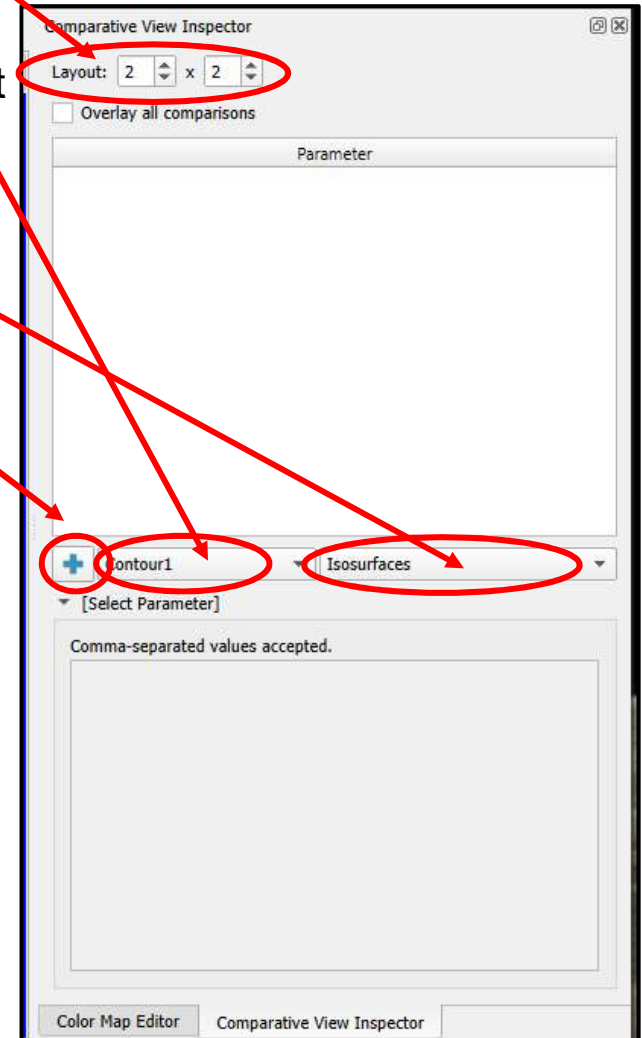 Comparative View Inspector
Layout: 2 x 2
t
Overlay all comparisons
Parameter
Contour1 Isosurfaces
[Select Parameter]
Comma-separated values accepted.
Color Map Editor Comparative View Inspector